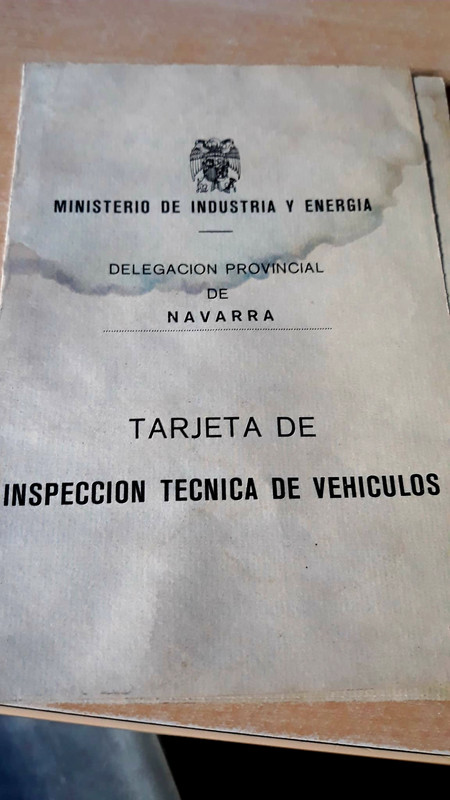 MINISTERIO DE INDUSTRIA Y ENERGIA
DELEGACION PROVINCIAL
DE
NAVARRA
TARJETA DE
INSPECCION TECNICA DE VEHICULOS